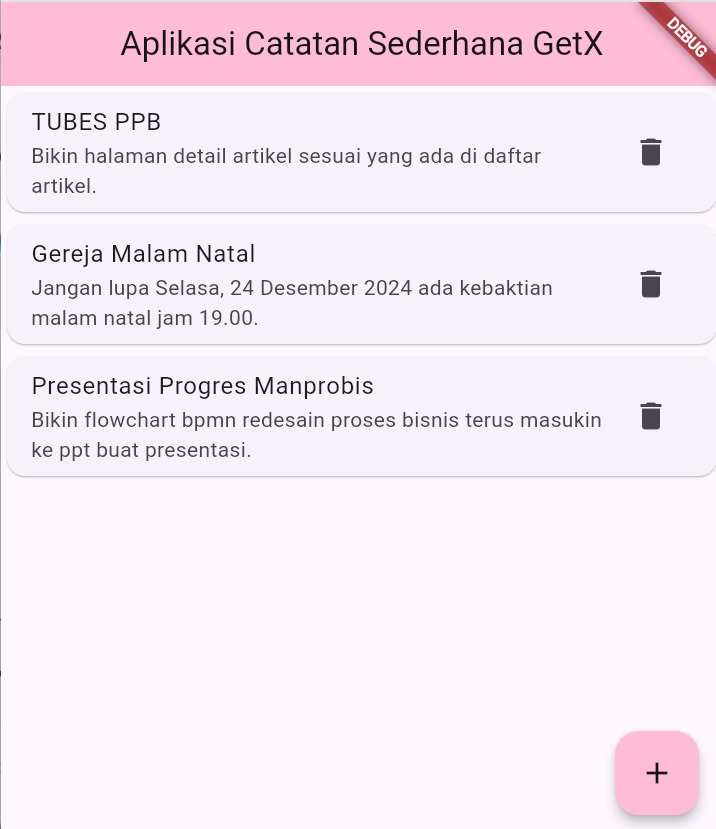 Aplikasi Catatan Sederhana GetX
DEBUG
TUBES PPB
Bikin halaman detail artikel sesuai yang ada di daftar
artikel.
Gereja Malam Natal
Jangan lupa Selasa, 24 Desember 2024 ada kebaktian
malam natal jam 19.00.
Presentasi Progres Manprobis
Bikin flowchart bpmn redesain proses bisnis terus masukin
ke ppt buat presentasi.